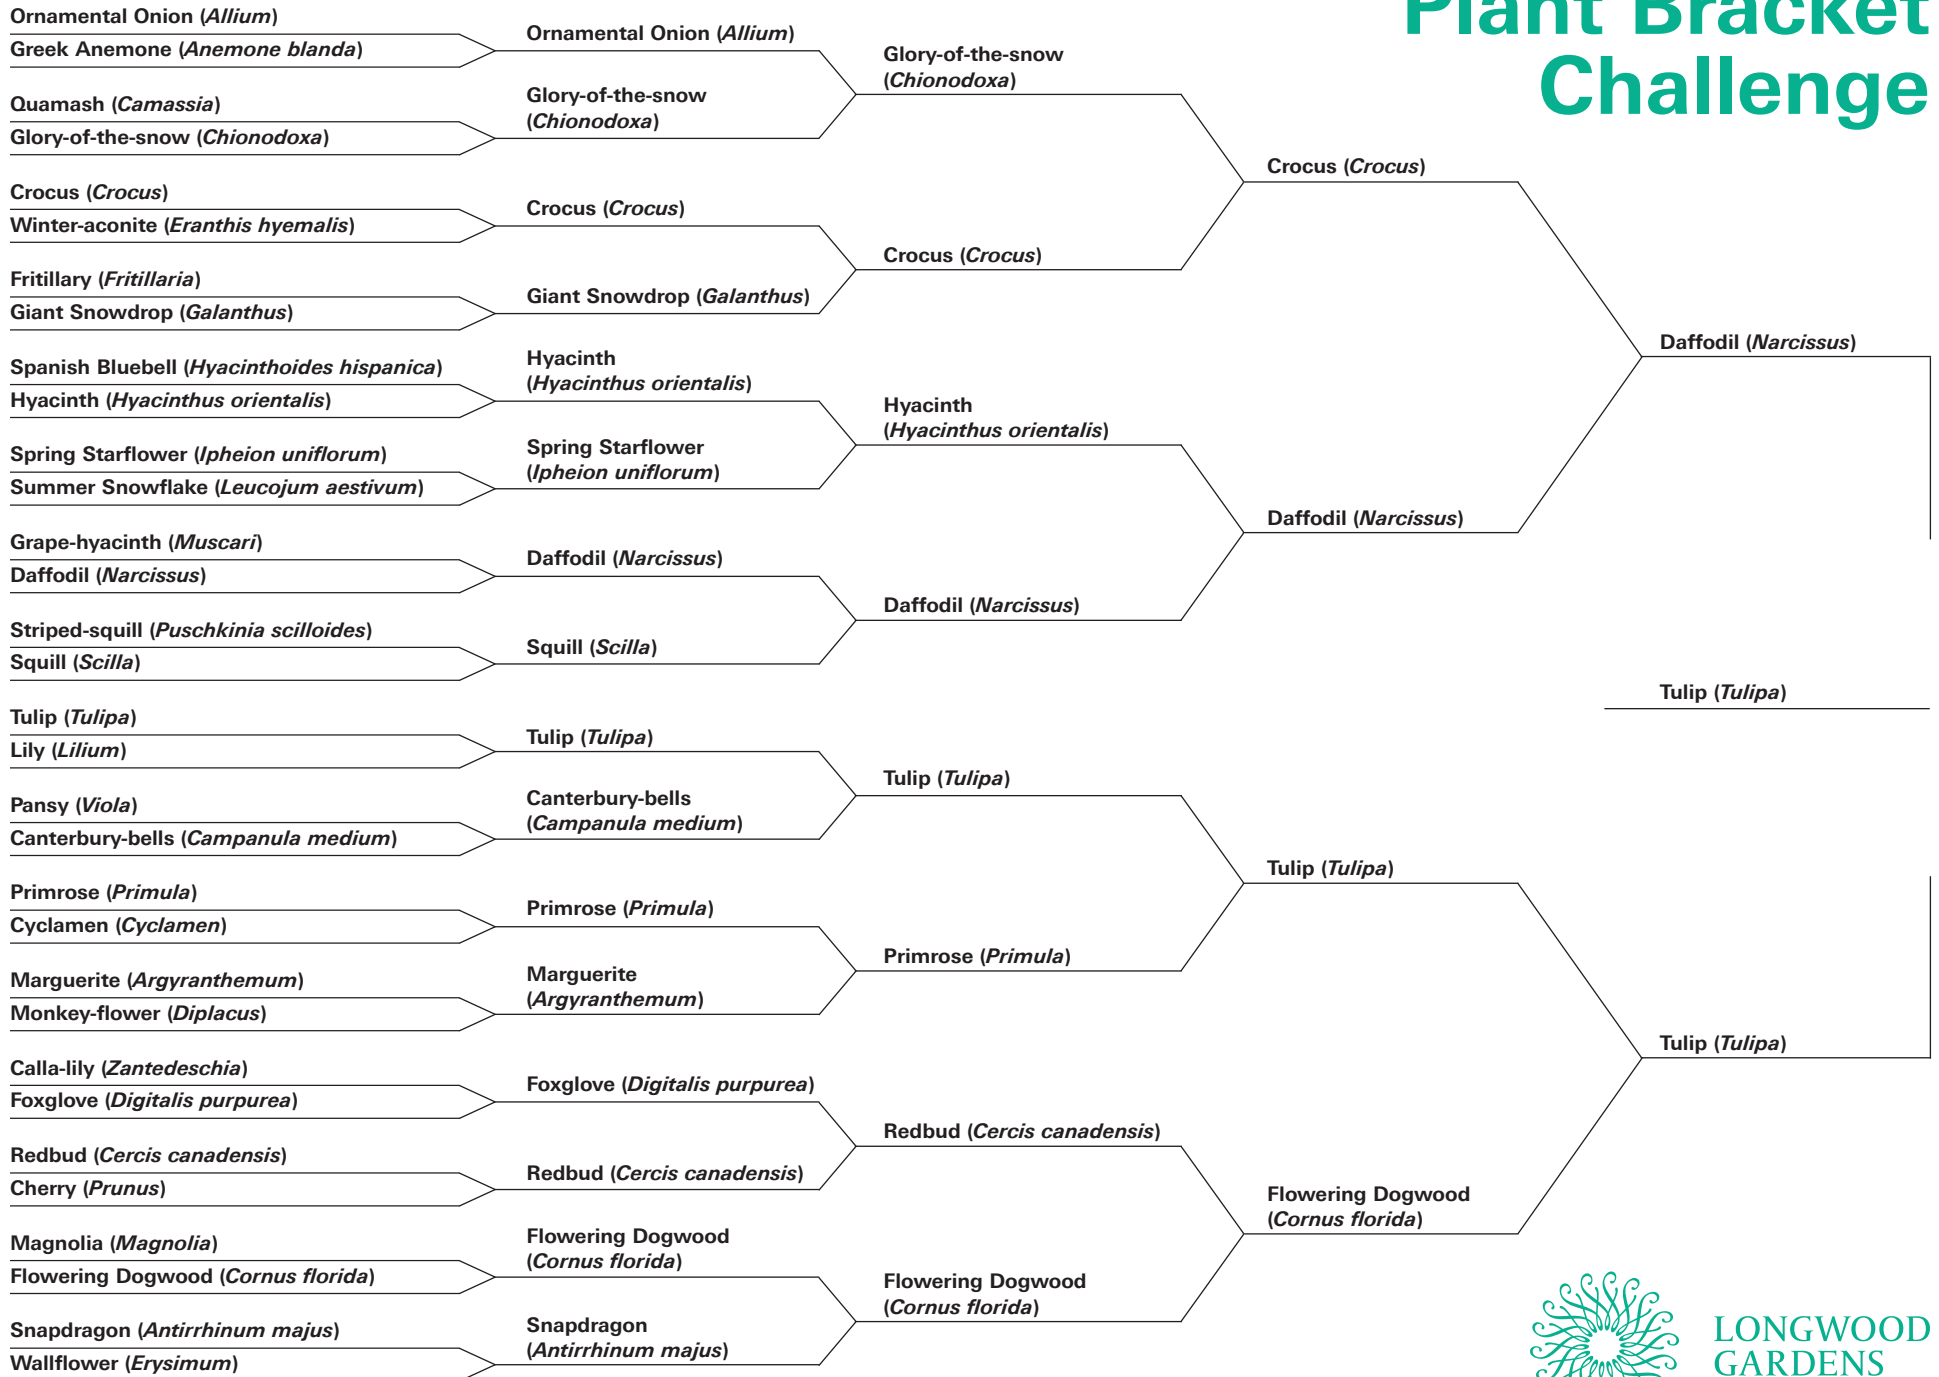 Plant Bracket
Challenge
Ornamental Onion (Allium)
Greek Anemone (Anemone blanda)
Quamash (Camassia)
Glory-of-the-snow (Chionodoxa)
Crocus (Crocus)
Winter-aconite (Eranthis hyemalis)
Fritillary (Fritillaria)
Giant Snowdrop (Galanthus)
Spanish Bluebell (Hyacinthoides hispanica)
Hyacinth (Hyacinthus orientalis)
Spring Starflower (Ipheion uniflorum)
Summer Snowflake (Leucojum aestivum)
Grape-hyacinth (Muscari)
Daffodil (Narcissus)
Striped-squill (Puschkinia scilloides)
Squill (Scilla)
Tulip (Tulipa)
Lily (Lilium)
Pansy (Viola)
Canterbury-bells (Campanula medium)
Primrose (Primula)
Cyclamen (Cyclamen)
Marguerite (Argyranthemum)
Monkey-flower (Diplacus)
Calla-lily (Zantedeschia)
Foxglove (Digitalis purpurea)
Redbud (Cercis canadensis)
Cherry (Prunus)
Magnolia (Magnolia)
Flowering Dogwood (Cornus florida)
Snapdragon (Antirrhinum majus)
Wallflower (Erysimum)
Ornamental Onion (Allium)
Glory-of-the-snow
(Chionodoxa)
Crocus (Crocus)
Giant Snowdrop (Galanthus)
Hyacinth
(Hyacinthus orientalis)
Spring Starflower
(Ipheion uniflorum)
Daffodil (Narcissus)
Squill (Scilla)
Tulip (Tulipa)
Canterbury-bells
(Campanula medium)
Primrose (Primula)
Marguerite
(Argyranthemum)
Foxglove (Digitalis purpurea)
Redbud (Cercis canadensis)
Flowering Dogwood
(Cornus florida)
Snapdragon
(Antirrhinum majus)
Glory-of-the-snow
(Chionodoxa)
Crocus (Crocus)
Hyacinth
(Hyacinthus orientalis)
Daffodil (Narcissus)
Tulip (Tulipa)
Primrose (Primula)
Redbud (Cercis canadensis)
Flowering Dogwood
(Cornus florida)
Crocus (Crocus)
Daffodil (Narcissus)
Tulip (Tulipa)
Flowering Dogwood
(Cornus florida)
Daffodil (Narcissus)
Tulip (Tulipa)
Tulip (Tulipa)
LONGWOOD
GARDENS